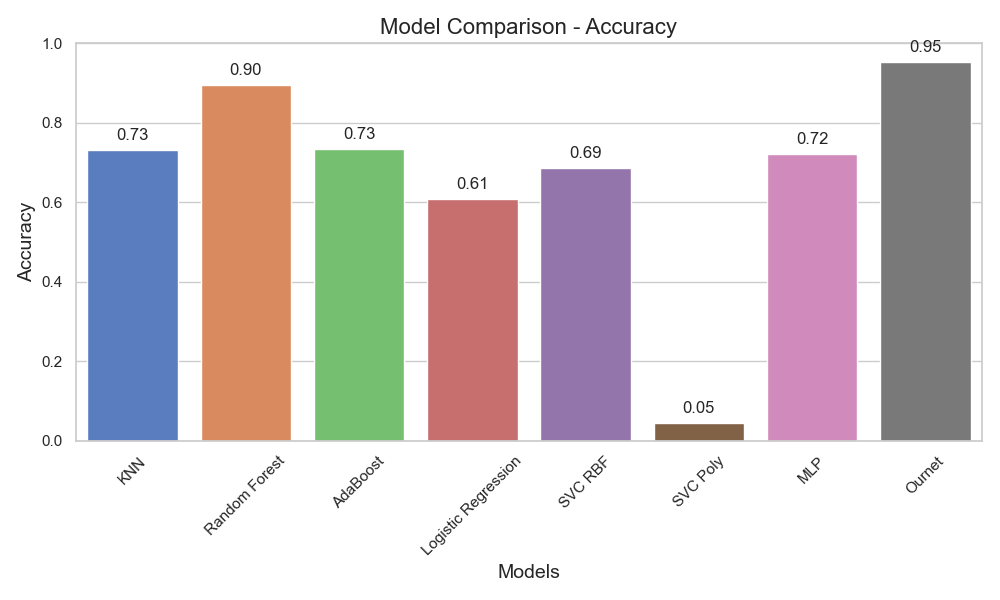 Model Comparison - Accuracy
Accuracy
1.0
0.8
0.6
0.4
0.2
0.0
0.73
0.90
0.73
0.61
0.69
0.05
0.72
0.95
KNN
Random Forest
AdaBoost
Logistic Regression
SVC RBF
SVC Poly
MLP
Ournet
Models